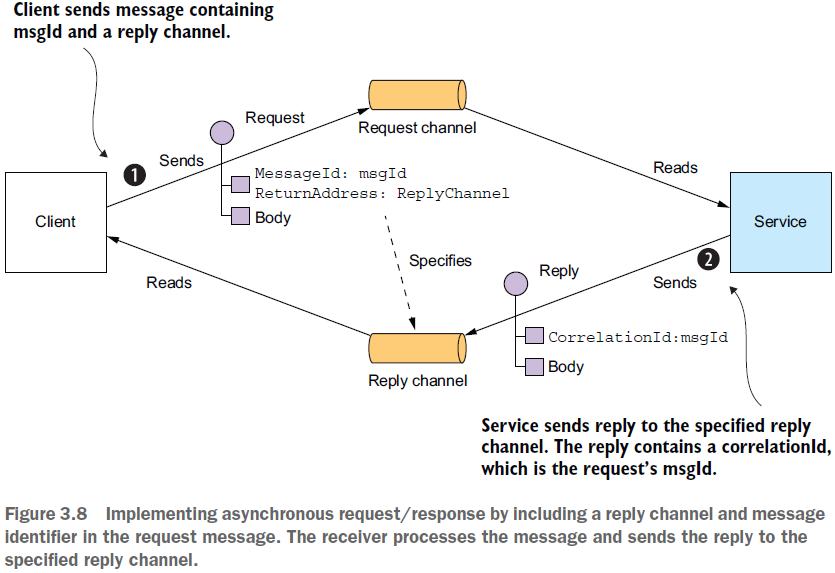 Client sends message containing
msgId and a reply channel.
Request
Request channel
1
Sends
MessageId: msgId
ReturnAddress: ReplyChannel
Body
Reads
Client
Service
Specifies
2
Reply
Sends
Reads
CorrelationId:msgId
Body
Reply channel
Service sends reply to the specified reply
channel. The reply contains a correlationId,
which is the request's msgId.
Figure 3.8 Implementing asynchronous request/response by including a reply channel and message
identifier in the request message. The receiver processes the message and sends the reply to the
specified reply channel.